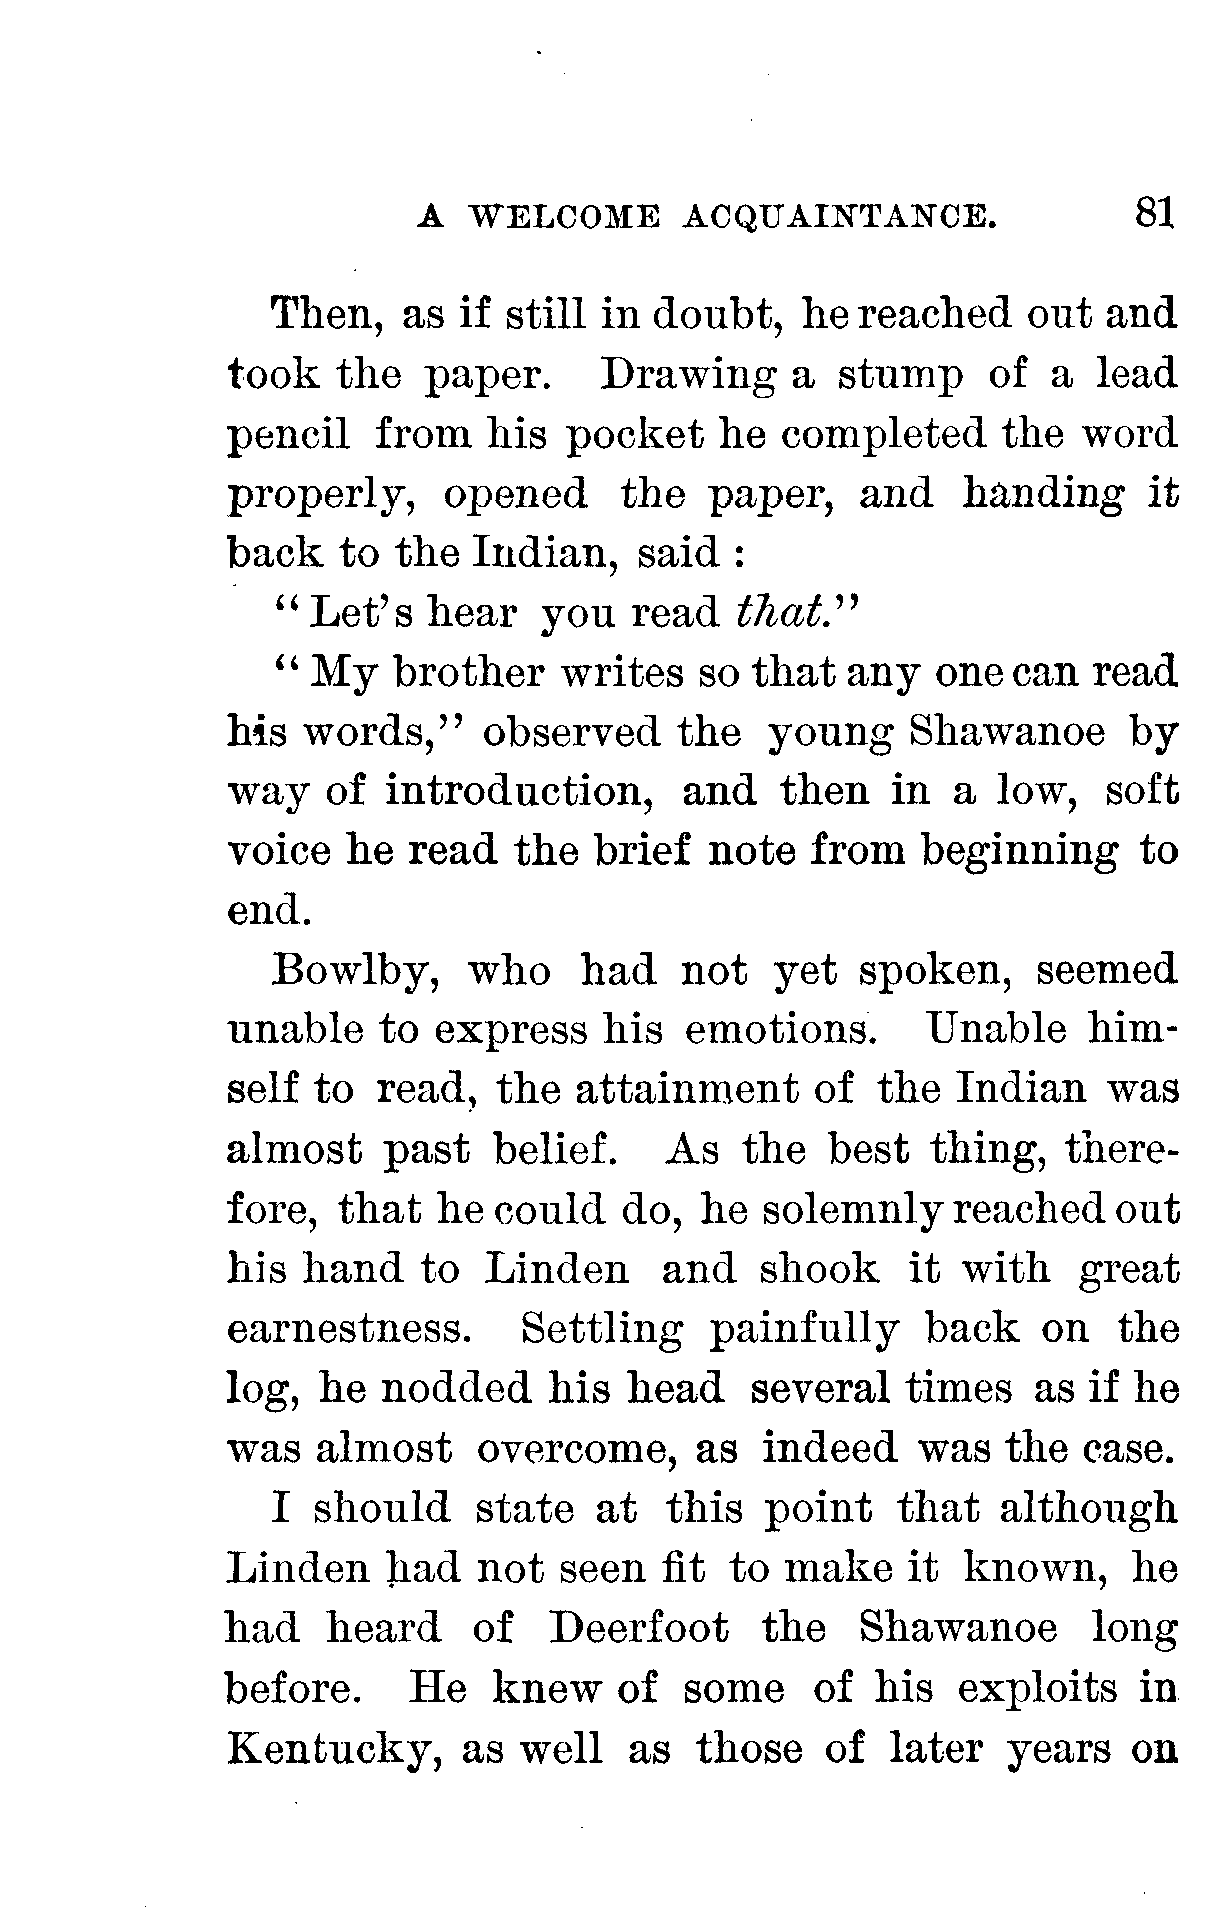 A WELCOME ACQUAINTANCE. 81
Then, as if still in doubt, he reached out and
took the paper. Drawing a stump of a lead
pencil from his pocket he completed the word
properly, opened the paper, and handing it
back to the Indian, said :
“ Let’s hear you read that.”
“ My brother writes so that any one can read
his words,” observed the young Shawanoe by
way of introduction, and then in a low, soft
voice he read the brief note from beginning to
end.
Bowlby, who had not yet spoken, seemed
unable to express his emotions. Unable him-
self to read, the attainment of the Indian was
almost past belief. As the best thing, there-
fore, that he could do, he solemnly reached out
his hand to Linden and shook it with great
earnestness. Settling painfully back on the
log, he nodded his head several times as if he
was almost overcome, as indeed was the case.
I should state at this point that although
Linden had not seen fit to make it known, he
had heard of Deerfoot the Shawanoe long
before. He knew of some of his exploits in
Kentucky, as well as those of later years on